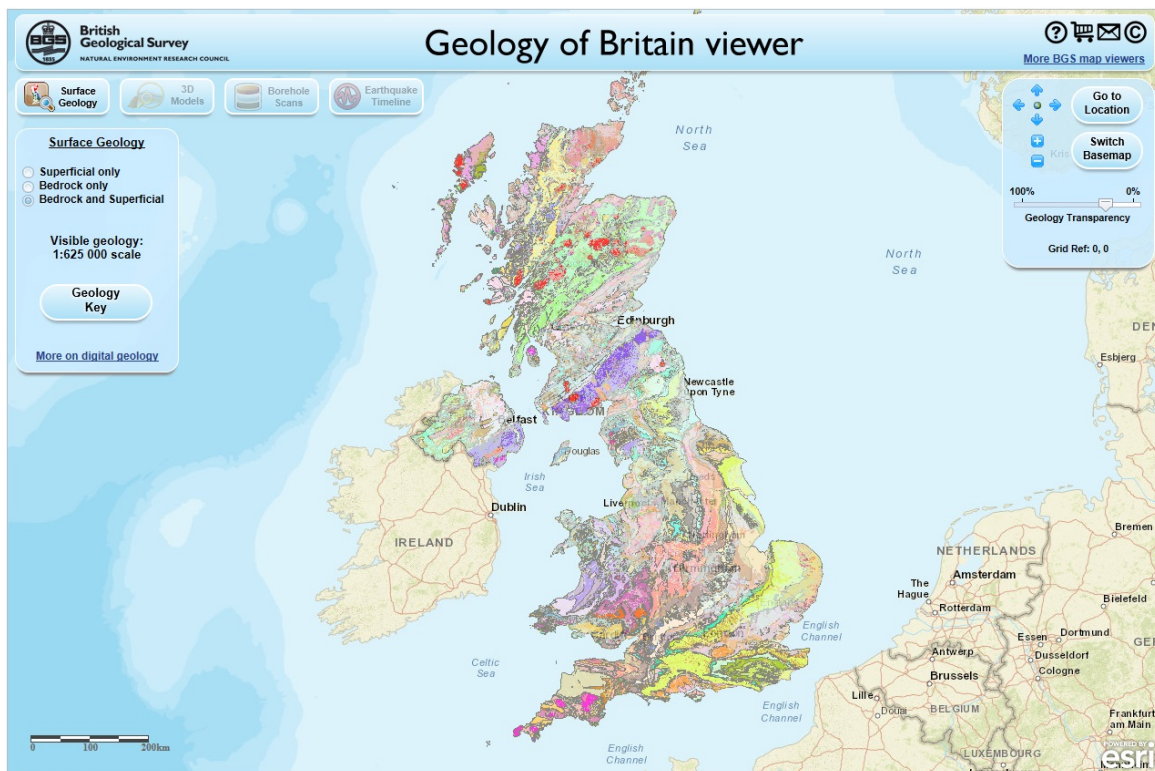 British
Geological Survey
NATURAL ENVIRONMENT RESEARCH COUNCIL
BGS
1835
Geology of Britain viewer
More BGS map viewers
Surface
Geology
3D
Models
Borehole
Scans
Earthquake
Timeline
Go to
Location
Switch
Basemap
100%
0%
Geology Transparency
Grid Ref: 0, 0
Surface Geology
Superficial only
Bedrock only
Bedrock and Superficial
Visible geology:
1:625 000 scale
Geology
Key
More on digital geology
North
Sea
North
Sea
Edinburgh
Newcastle
upon Tyne
Douglas
Irish
Sea
Dublin
IRELAND
Celtic
Sea
English
Channel
English
Channel
English
Channel
Esbjerg
NETHERLANDS
Bremen
The
Hague
Amsterdam
Rotterdam
Bielefeld
Essen
Dortmund
Dusseldorf
Cologne
Antwerp
Brussels
Lille
Douai
BELGIUM
Frankfurt
am Main
LUXEMBOURG
0
100
200km
POWERED BY
esri